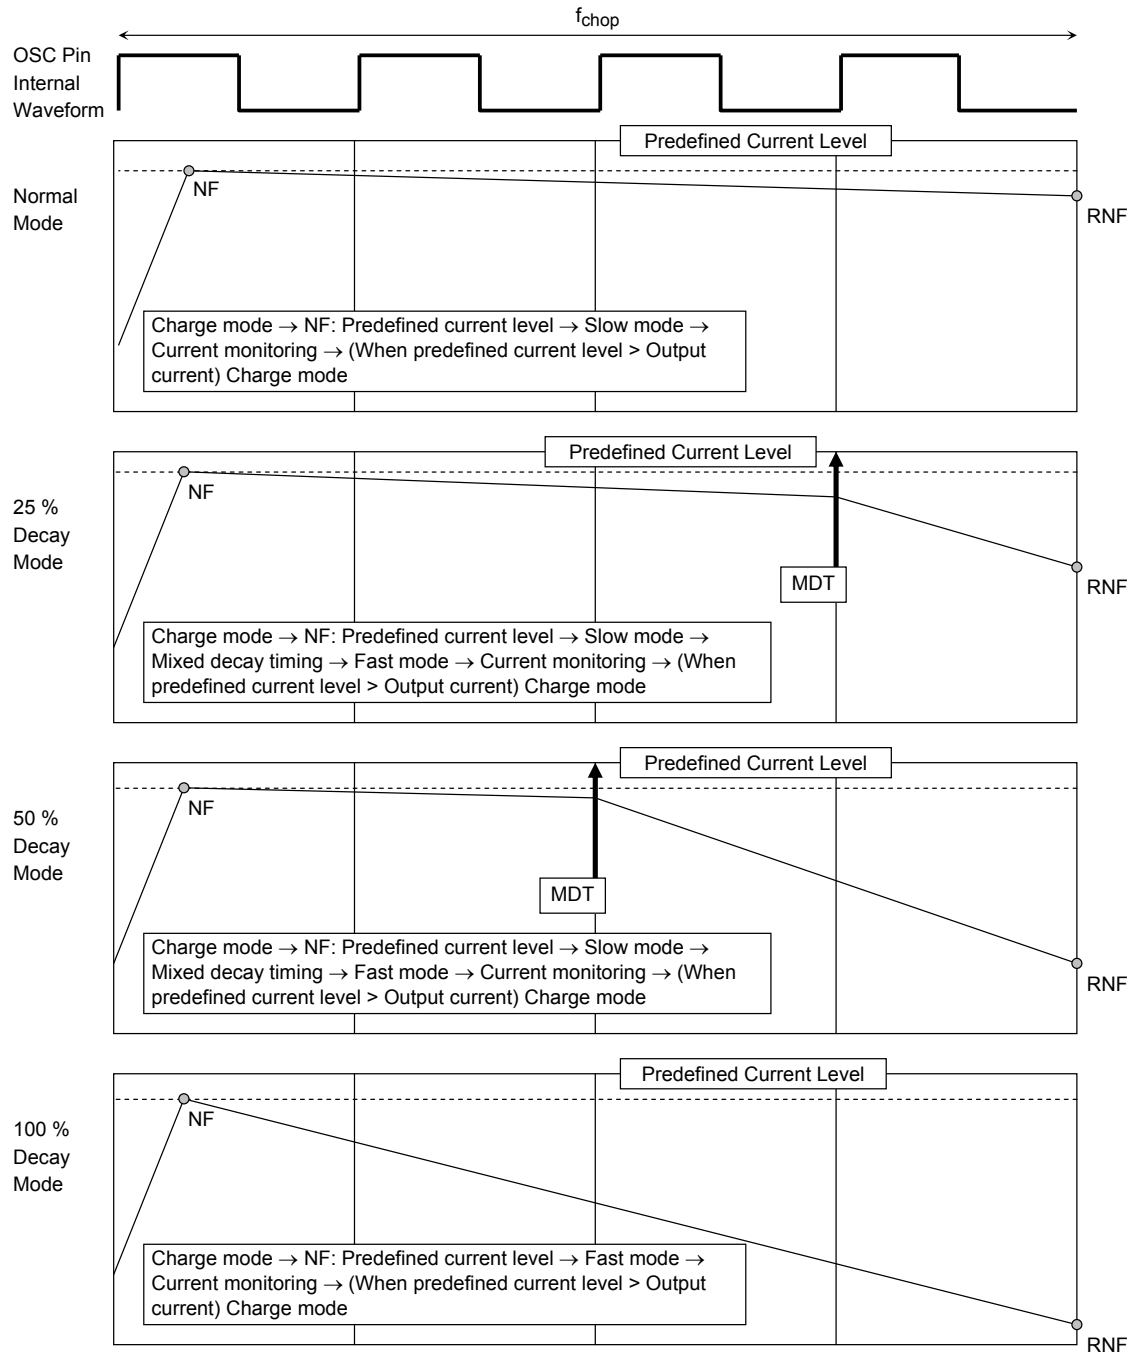 fchop
OSC Pin
Internal
Waveform
Predefined Current Level
NF
Normal
Mode
RNF
Charge mode → NF: Predefined current level → Slow mode →
Current monitoring → (When predefined current level > Output
current) Charge mode
Predefined Current Level
NF
25 %
Decay
Mode
MDT
RNF
Charge mode → NF: Predefined current level → Slow mode →
Mixed decay timing → Fast mode → Current monitoring → (When
predefined current level > Output current) Charge mode
Predefined Current Level
NF
50 %
Decay
Mode
MDT
Charge mode → NF: Predefined current level → Slow mode →
Mixed decay timing → Fast mode → Current monitoring → (When
predefined current level > Output current) Charge mode
RNF
Predefined Current Level
NF
100 %
Decay
Mode
Charge mode → NF: Predefined current level → Fast mode →
Current monitoring → (When predefined current level > Output
current) Charge mode
RNF